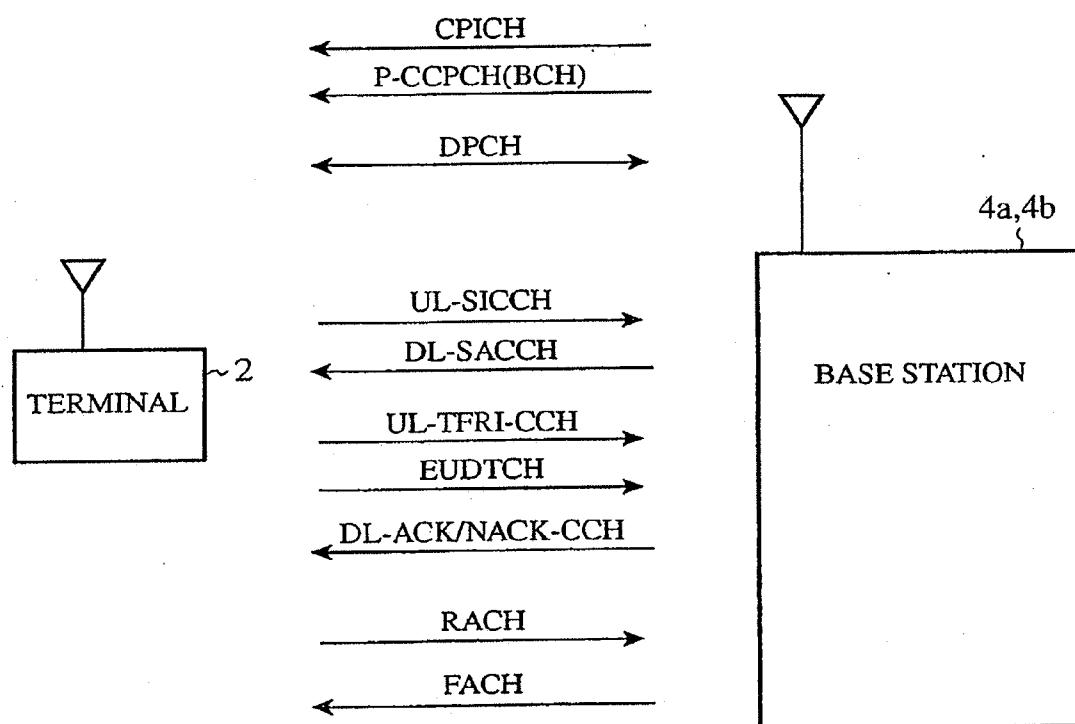 CPICH
P-CCPCH(BCH)
DPCH
4a,4b
UL-SICCH
DL-SACCH
BASE STATION
2
TERMINAL
UL-TFRI-CCH
EUDTCH
DL-ACK/NACK-CCH
RACH
FACH